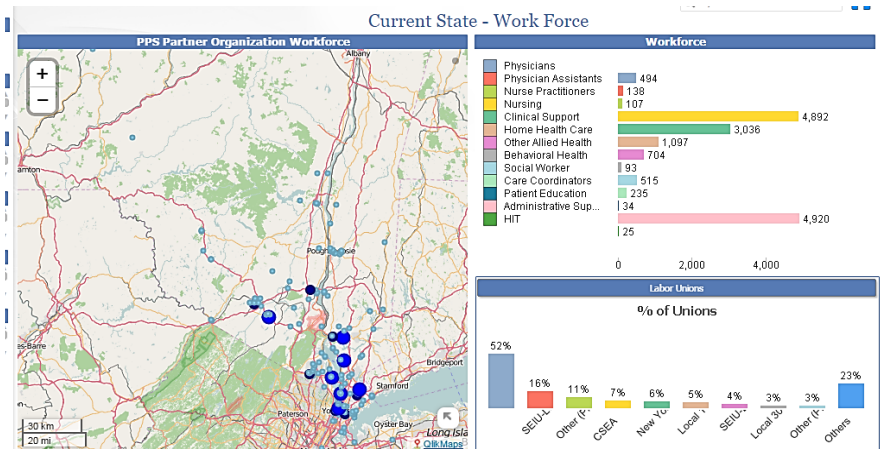 Current State - Work Force
PPS Partner Organization Workforce
+
−
Albany
Poughkeepsie
Bridgeport
Stamford
Paterson
Oyster Bay
30 km
20 mi
QlikMaps
Workforce
Physicians
494
Physician Assistants
138
Nurse Practitioners
107
Nursing
4,892
Clinical Support
3,036
Home Health Care
1,097
Other Allied Health
704
Behavioral Health
93
Social Worker
515
Care Coordinators
235
Patient Education
34
Administrative Sup...
4,920
HIT
25
0 2,000 4,000
Labor Unions
% of Unions
52%
16%
11%
7%
6%
5%
4%
3%
3%
23%
CSEA
Others